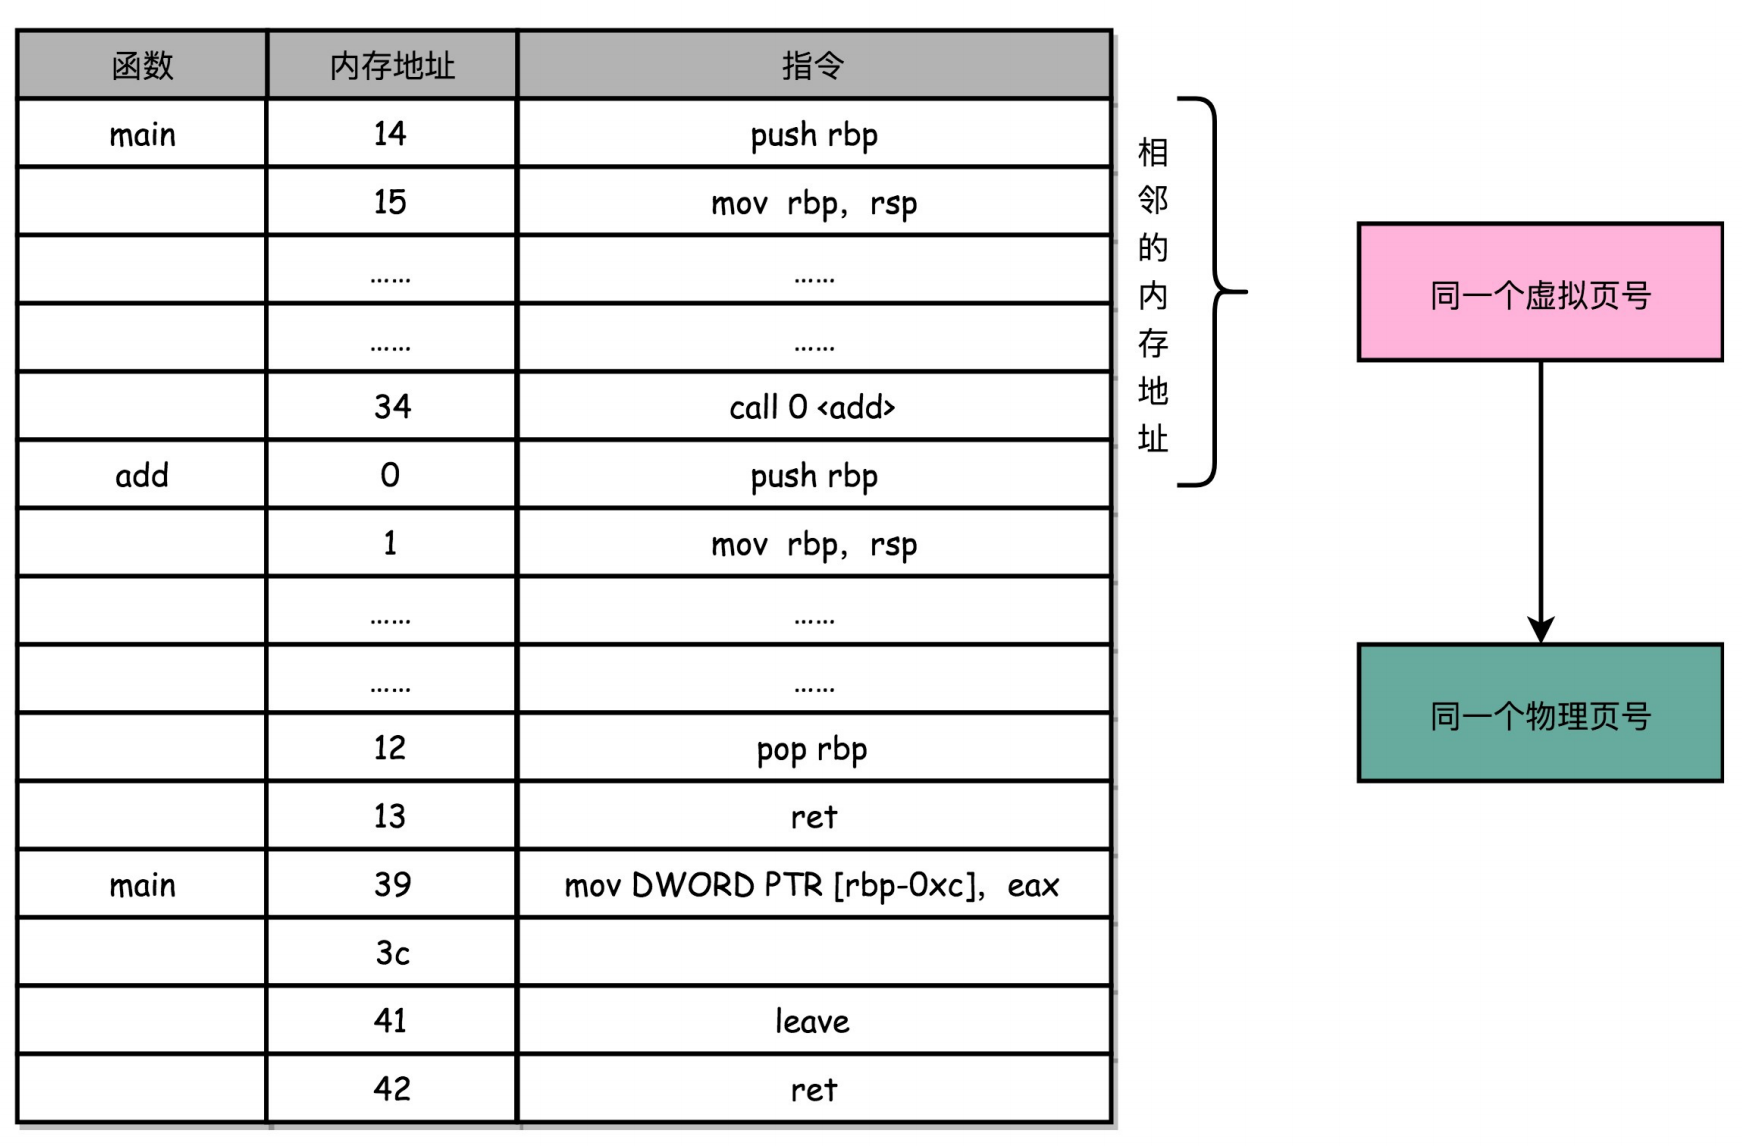 函数 内存地址 指令
main 14 push rbp
15 mov rbp, rsp
…… ……
…… ……
34 call 0 <add>
add 0 push rbp
1 mov rbp, rsp
…… ……
…… ……
12 pop rbp
13 ret
main 39 mov DWORD PTR [rbp-0xc], eax
3c
41 leave
42 ret
相邻的内存地址
同一个虚拟页号
同一个物理页号